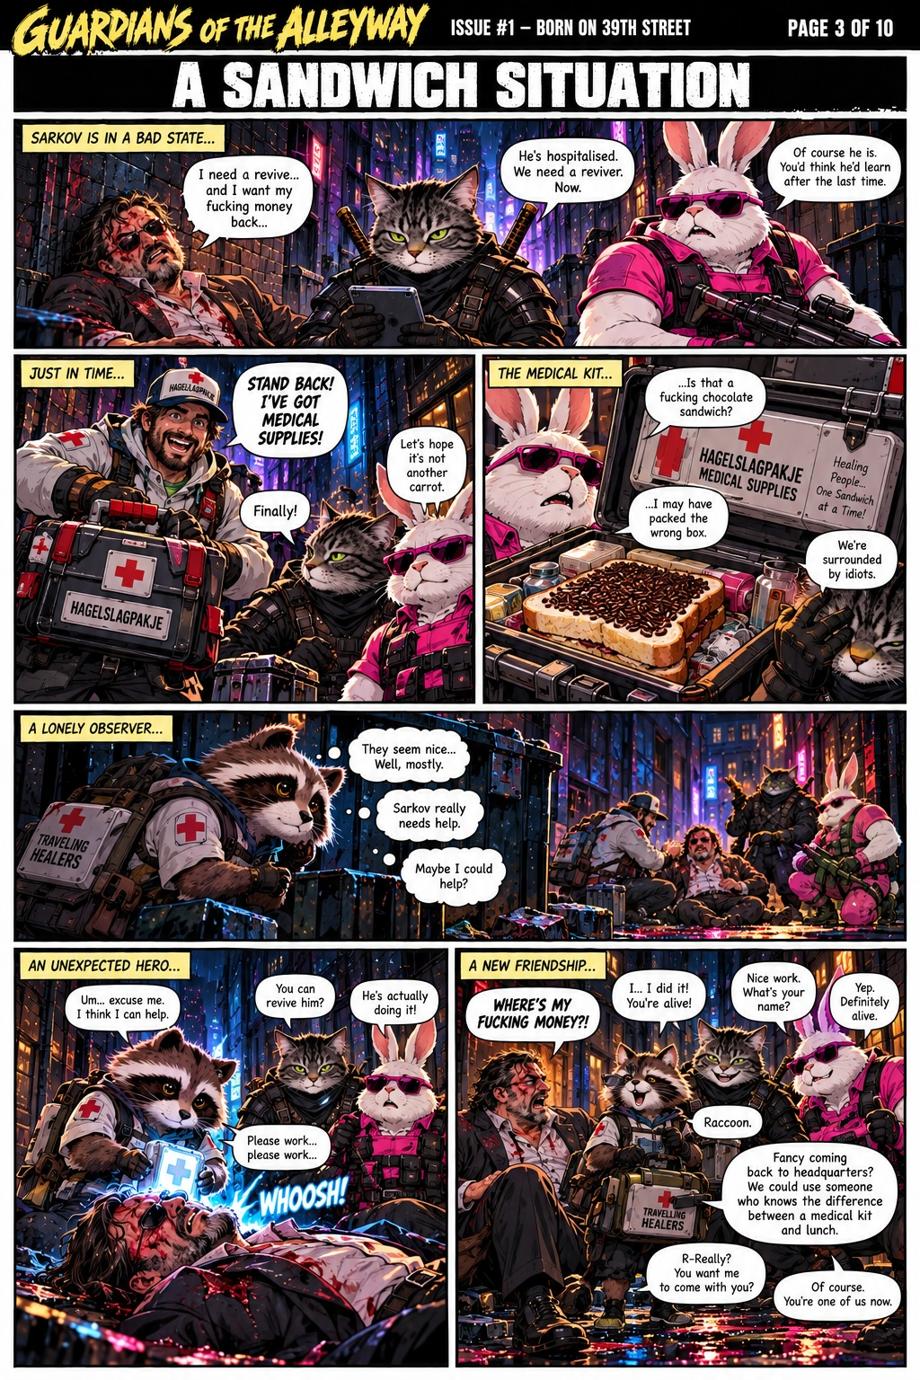 GUARDIANS OF THE ALLEYWAY
ISSUE #1 – BORN ON 39TH STREET
PAGE 3 OF 10
A SANDWICH SITUATION
SARKOV IS IN A BAD STATE...
I need a revive...
and I want my
fucking money
back...
He's hospitalised.
We need a reviver.
Now.
Of course he is.
You'd think he'd learn
after the last time.
JUST IN TIME...
HAGELSLAGPAKJE
STAND BACK!
I'VE GOT
MEDICAL
SUPPLIES!
Finally!
Let's hope
it's not
another
carrot.
HAGELSLAGPAKJE
THE MEDICAL KIT...
...Is that a
fucking chocolate
sandwich?
HAGELSLAGPAKJE
MEDICAL SUPPLIES
Healing
People...
One Sandwich
at a Time!
...I may have
packed the
wrong box.
We're
surrounded
by idiots.
A LONELY OBSERVER...
They seem nice...
Well, mostly.
Sarkov really
needs help.
Maybe I could
help?
TRAVELING
HEALERS
AN UNEXPECTED HERO...
Um... excuse me.
I think I can help.
You can
revive him?
He's actually
doing it!
Please work...
please work...
WHOOSH!
A NEW FRIENDSHIP...
WHERE'S MY
FUCKING MONEY?!
I... I did it!
You're alive!
Nice work.
What's your
name?
Yep.
Definitely
alive.
Raccoon.
Fancy coming
back to headquarters?
We could use someone
who knows the difference
between a medical kit
and lunch.
TRAVELLING
HEALERS
R-Really?
You want me
to come with you?
Of course.
You're one of us now.